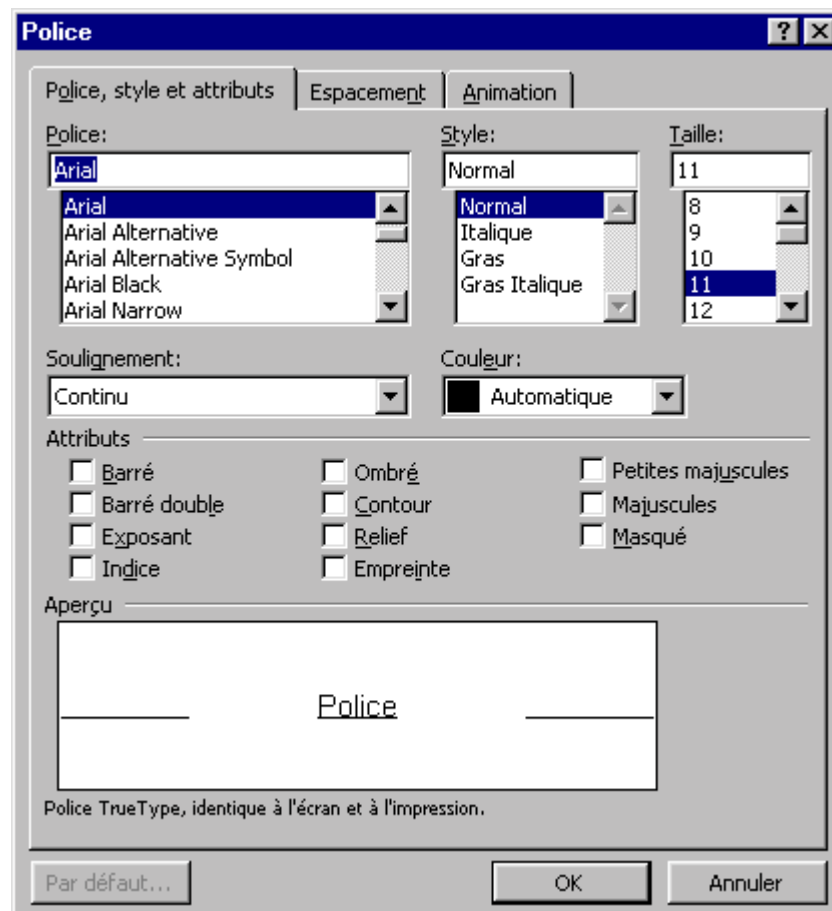 Police
Police, style et attributs Espacement Animation
Police: Style: Taille:
Arial Normal 11
Arial Normal 8
Arial Alternative Italique 9
Arial Alternative Symbol Gras 10
Arial Black Gras Italique 11
Arial Narrow 12
Soulignement: Couleur:
Continu Automatique
Attributs
Barré Ombré Petites majuscules
Barré double Contour Majuscules
Exposant Relief Masqué
Indice Empreinte
Aperçu
Police
Police TrueType, identique à l'écran et à l'impression.
Par défaut... OK Annuler